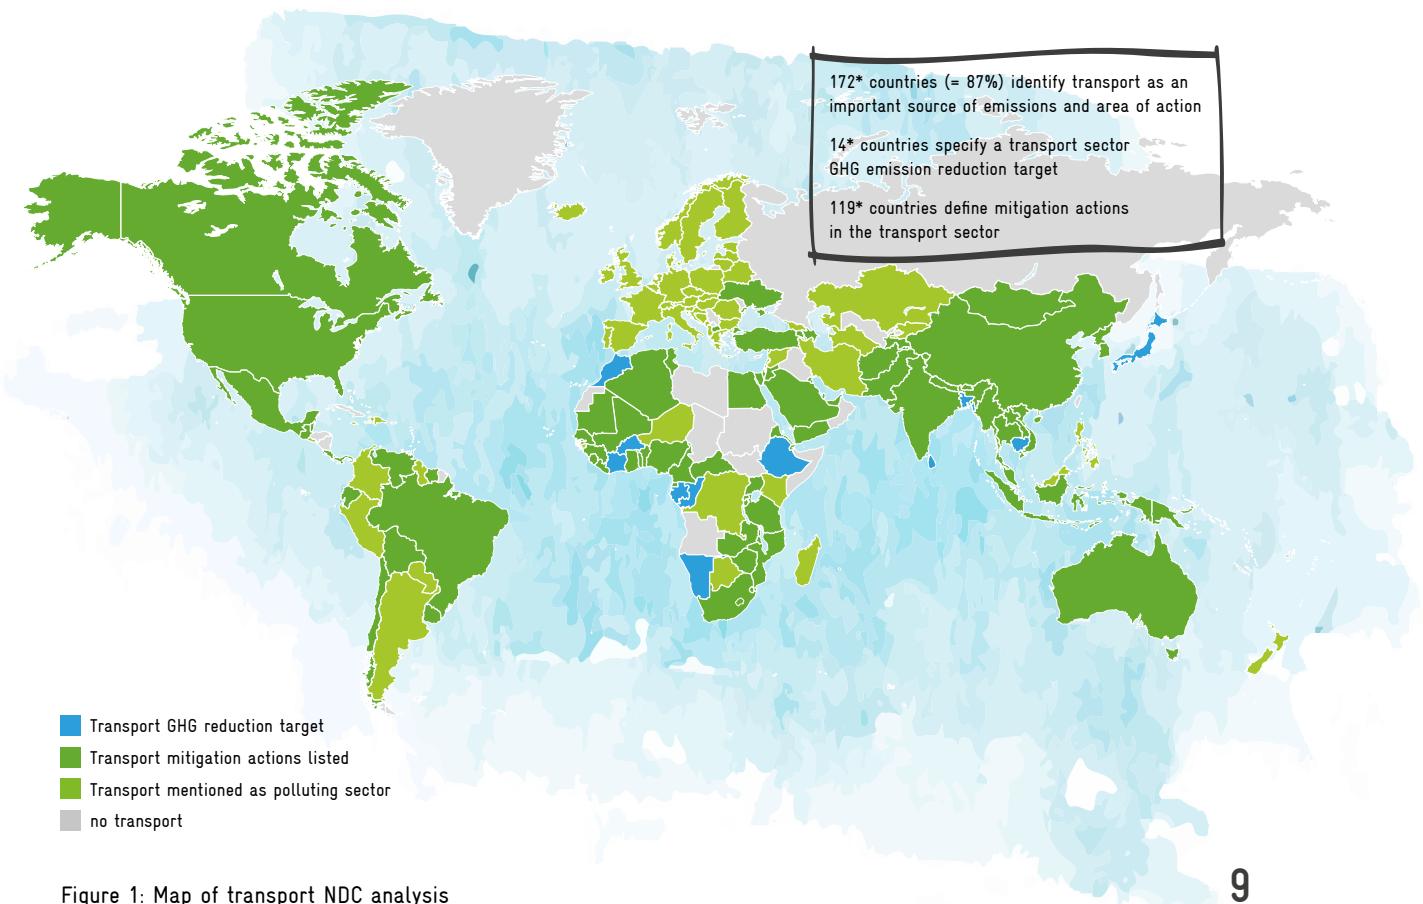 172* countries (= 87%) identify transport as an
important source of emissions and area of action
14* countries specify a transport sector
GHG emission reduction target
119* countries define mitigation actions
in the transport sector
Transport GHG reduction target
Transport mitigation actions listed
Transport mentioned as polluting sector
no transport
Figure 1: Map of transport NDC analysis
9